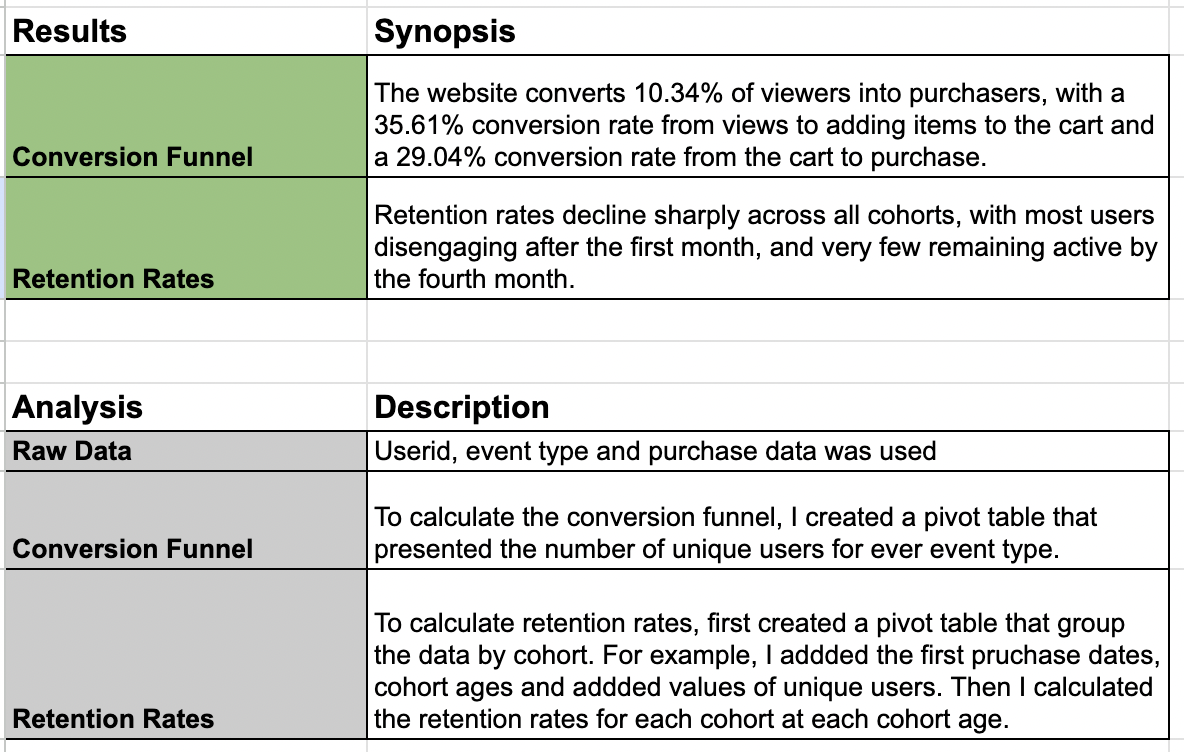 Results
Synopsis
Conversion Funnel
The website converts 10.34% of viewers into purchasers, with a
35.61% conversion rate from views to adding items to the cart and
a 29.04% conversion rate from the cart to purchase.
Retention Rates
Retention rates decline sharply across all cohorts, with most users
disengaging after the first month, and very few remaining active by
the fourth month.
Analysis
Description
Raw Data
Userid, event type and purchase data was used
Conversion Funnel
To calculate the conversion funnel, I created a pivot table that
presented the number of unique users for ever event type.
Retention Rates
To calculate retention rates, first created a pivot table that group
the data by cohort. For example, I addded the first pruchase dates,
cohort ages and addded values of unique users. Then I calculated
the retention rates for each cohort at each cohort age.